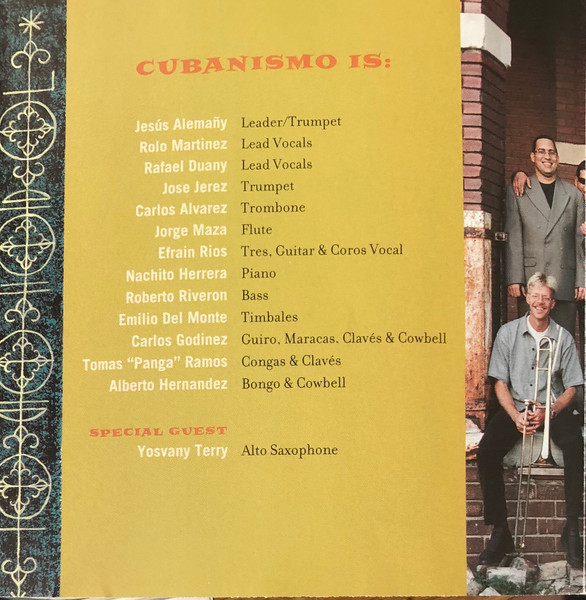 CUBANISMO IS:
Jesús Alemañy Leader/Trumpet
Rolo Martinez Lead Vocals
Rafael Duany Lead Vocals
Jose Jerez Trumpet
Carlos Alvarez Trombone
Jorge Maza Flute
Efrain Rios Tres, Guitar & Coros Vocal
Nachito Herrera Piano
Roberto Riveron Bass
Emilio Del Monte Timbales
Carlos Godinez Guiro, Maracas, Clavés & Cowbell
Tomas “Panga” Ramos Congas & Clavés
Alberto Hernandez Bongo & Cowbell
SPECIAL GUEST
Yosvany Terry Alto Saxophone